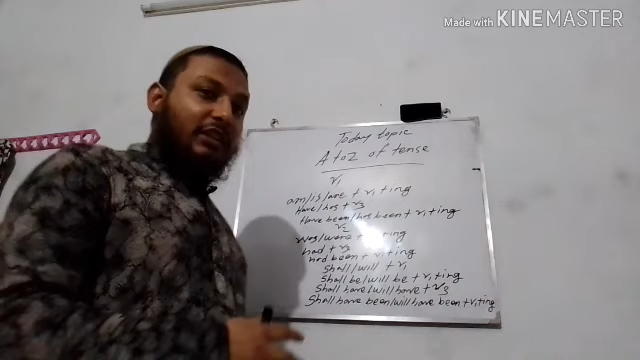 Made with KINEMASTER
Today topic
A to Z of tense
V1
am/is/are + V1 + ing
Have/has + V3
Have been/has been + V1 + ing
V2
was/were + V1 + ing
had + V3
had been + V1 + ing
shall/will + V1
Shall be/will be + V1 + ing
Shall have/will have + V3
Shall have been/will have been + V1 + ing